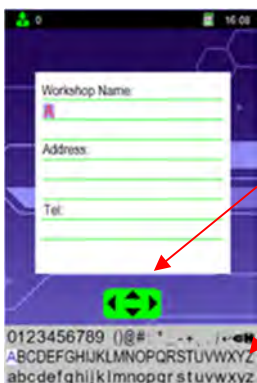 0 16:08
Workshop Name:
A
Address:
Tel:
0123456789 ()@#:
ABCDEFGHIJKLMNOPQRSTUVWXYZ
abcdefghijklmnopqrstuvwxyz